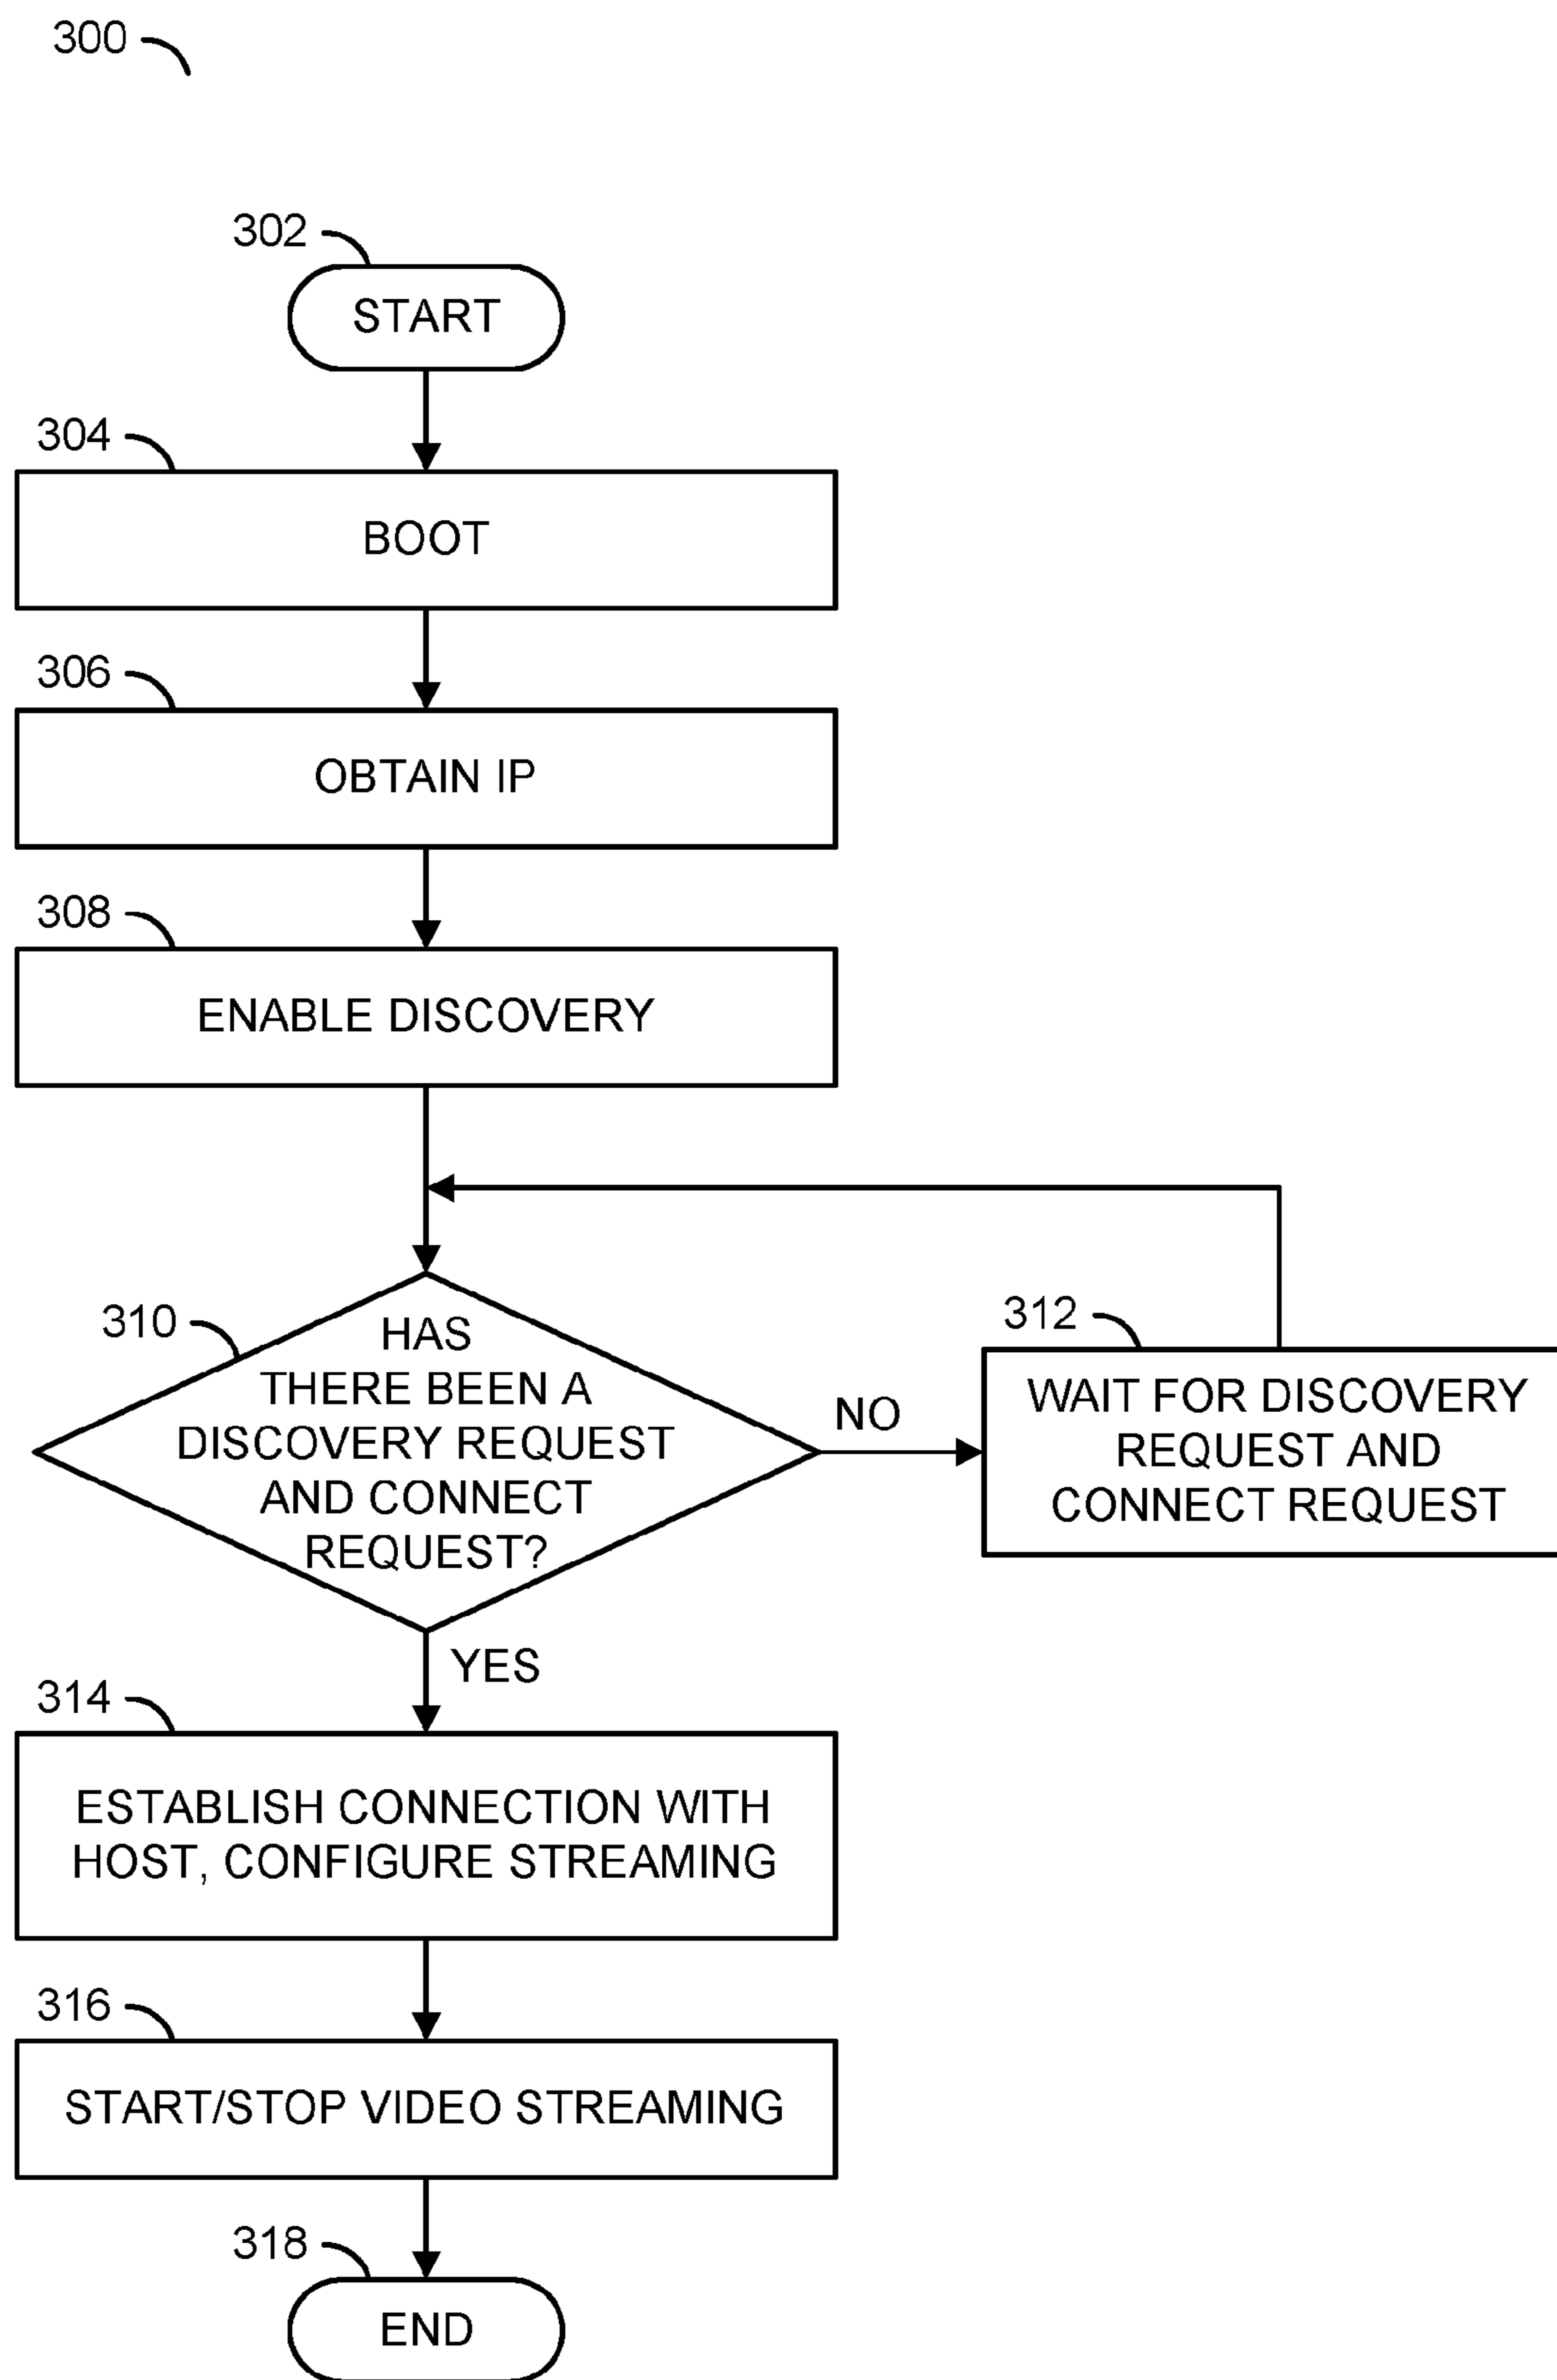 300
302
START
304
BOOT
306
OBTAIN IP
308
ENABLE DISCOVERY
310
HAS
THERE BEEN A
DISCOVERY REQUEST
AND CONNECT
REQUEST?
NO
312
WAIT FOR DISCOVERY
REQUEST AND
CONNECT REQUEST
YES
314
ESTABLISH CONNECTION WITH
HOST, CONFIGURE STREAMING
316
START/STOP VIDEO STREAMING
318
END